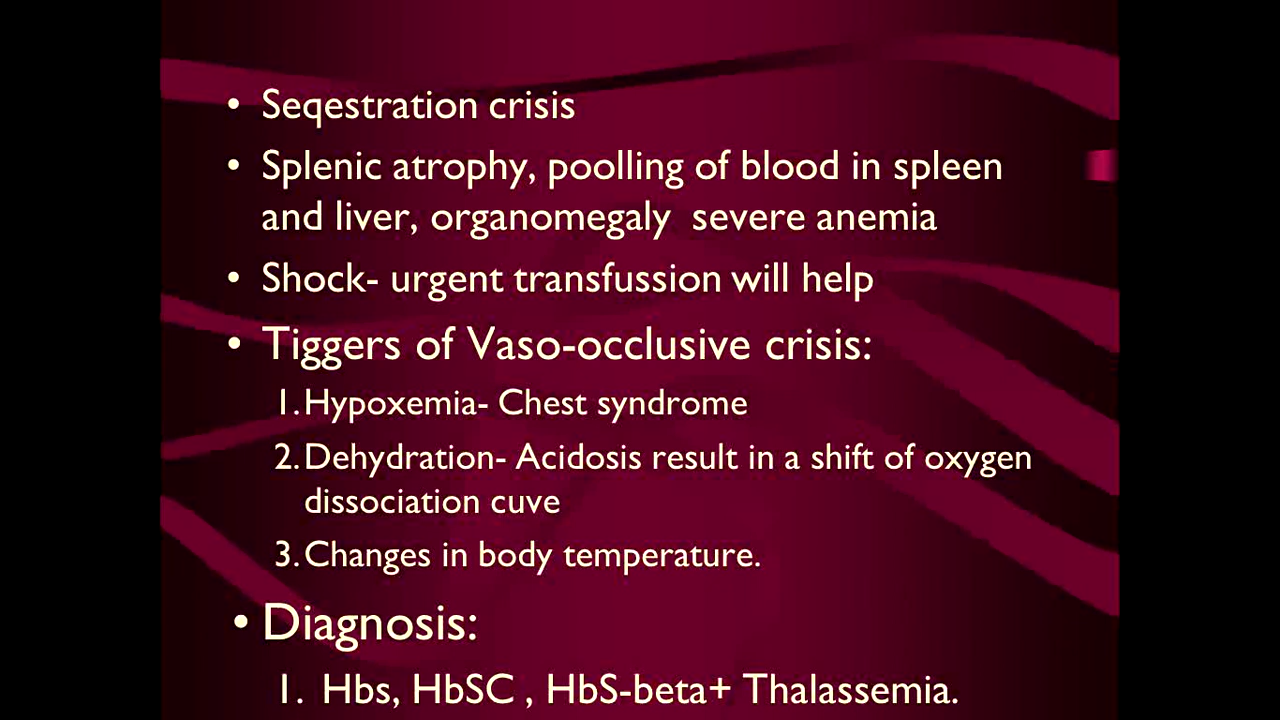 • Seqestration crisis
• Splenic atrophy, poolling of blood in spleen
and liver, organomegaly severe anemia
• Shock- urgent transfussion will help
• Tiggers of Vaso-occlusive crisis:
1. Hypoxemia- Chest syndrome
2. Dehydration- Acidosis result in a shift of oxygen
dissociation cuve
3. Changes in body temperature.
• Diagnosis:
1. Hbs, HbSC , HbS-beta+ Thalassemia.